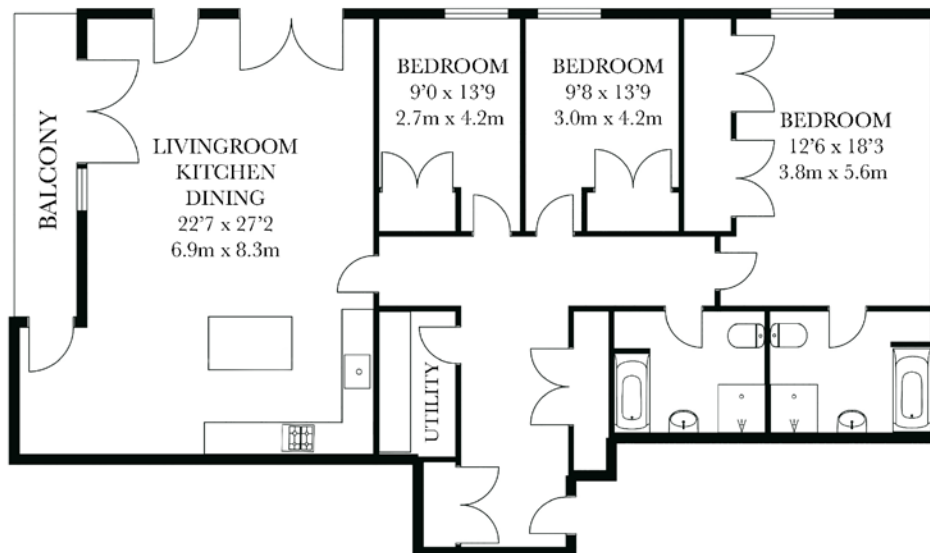 BALCONY
LIVINGROOM
KITCHEN
DINING
22'7 x 27'2
6.9m x 8.3m
BEDROOM
9'0 x 13'9
2.7m x 4.2m
BEDROOM
9'8 x 13'9
3.0m x 4.2m
BEDROOM
12'6 x 18'3
3.8m x 5.6m
UTILITY